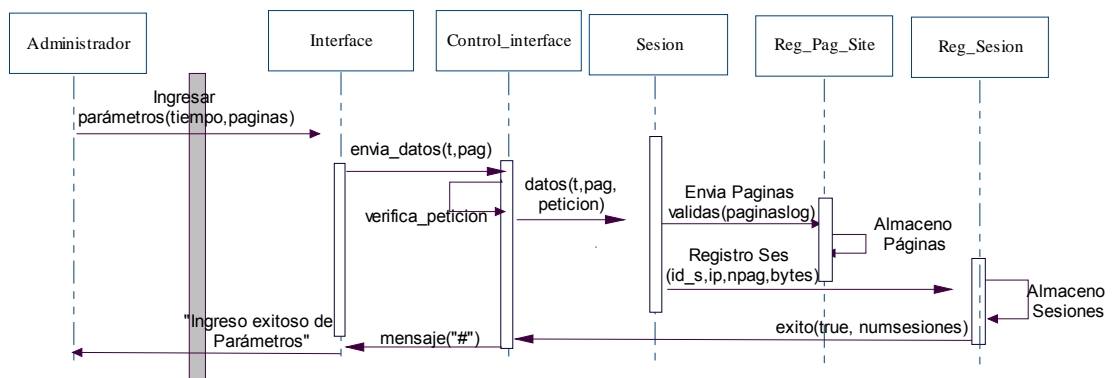 Administrador
Interface
Control_interface
Sesion
Reg_Pag_Site
Reg_Sesion
Ingresar
parámetros(tiempo,paginas)
envia_datos(t,pag)
verifica_peticion
datos(t,pag,
peticion)
Envia Paginas
validas(paginaslog)
Almaceno
Páginas
Registro Ses
(id_s,ip,npag,bytes)
Almaceno
Sesiones
exito(true, numsesiones)
mensaje("#")
"Ingreso exitoso de
Parámetros"